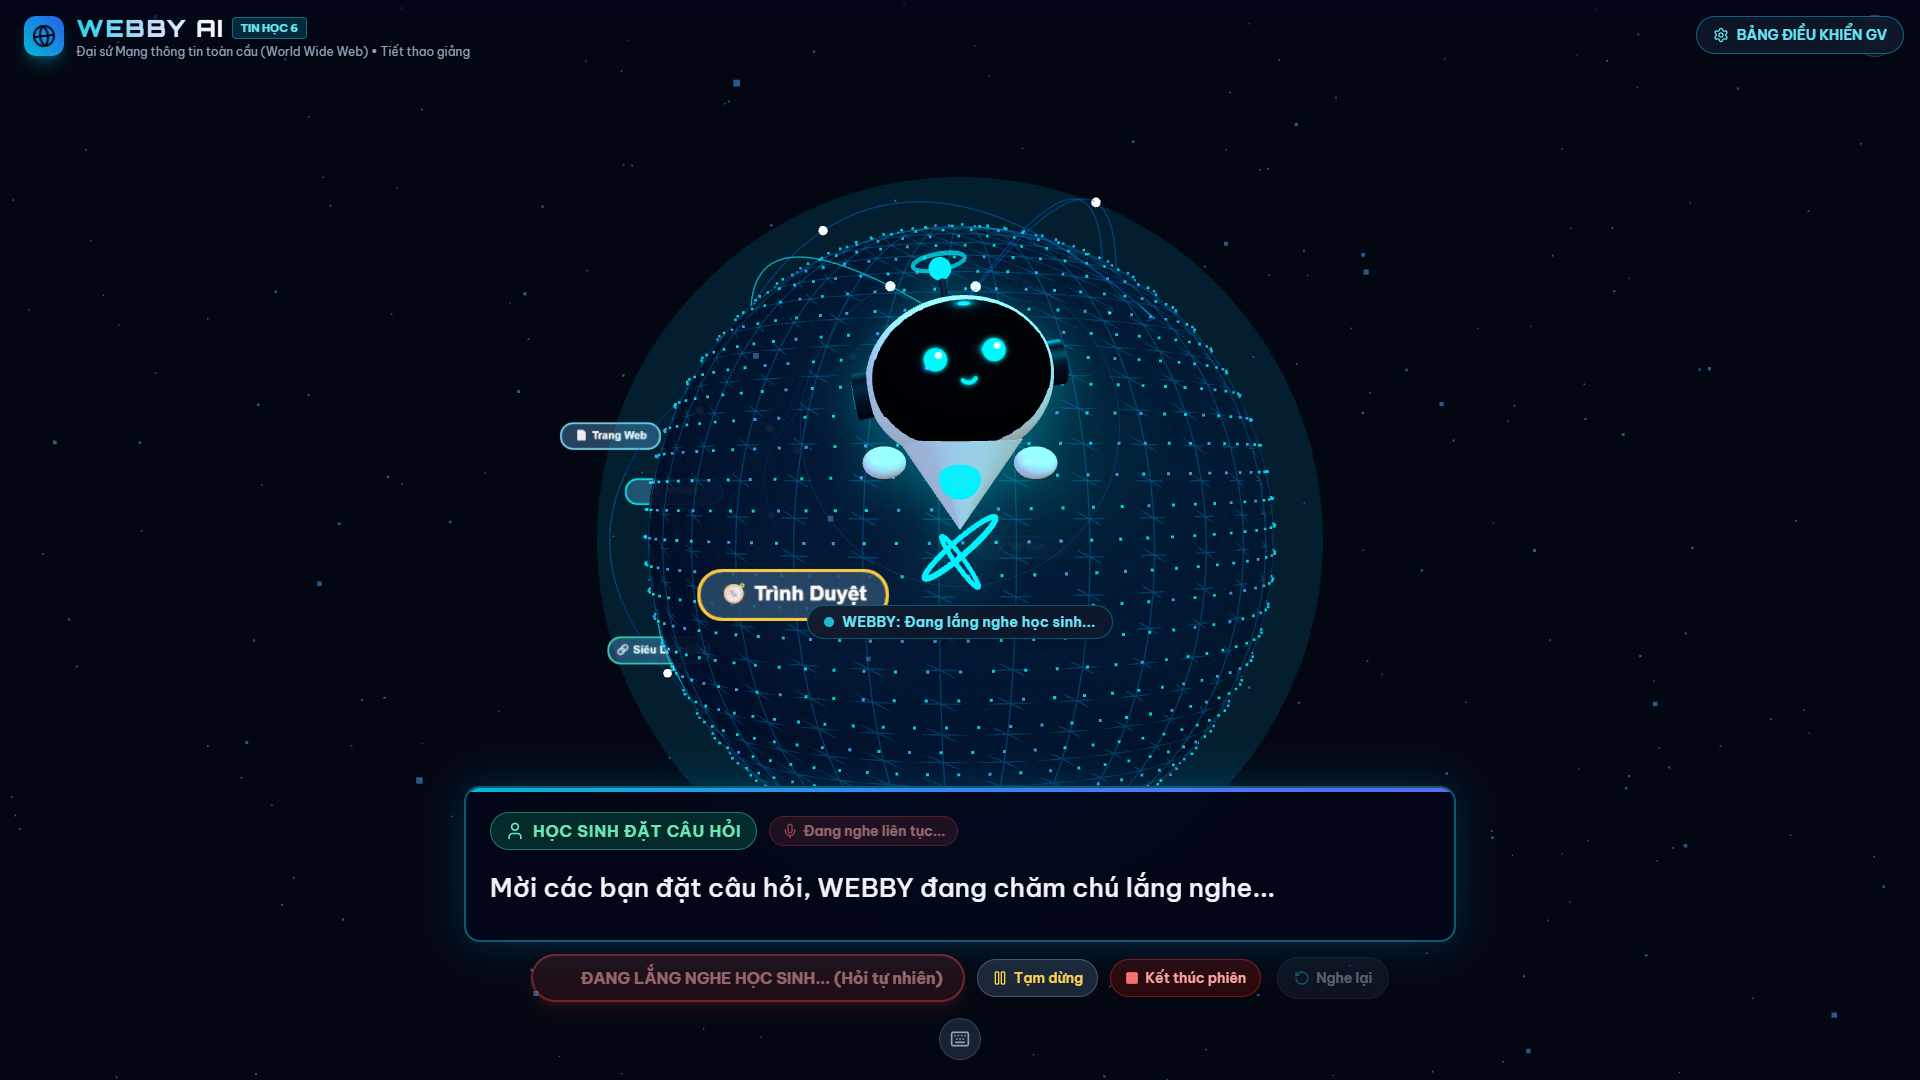 WEBBY AI TIN HỌC 6
Đại sứ Mạng thông tin toàn cầu (World Wide Web) • Tiết thao giảng
BẢNG ĐIỀU KHIỂN GV
Trang Web
Trình Duyệt
WEBBY: Đang lắng nghe học sinh...
Siêu
HỌC SINH ĐẶT CÂU HỎI
Đang nghe liên tục...
Mời các bạn đặt câu hỏi, WEBBY đang chăm chú lắng nghe...
ĐANG LẮNG NGHE HỌC SINH... (Hỏi tự nhiên)
Tạm dừng
Kết thúc phiên
Nghe lại